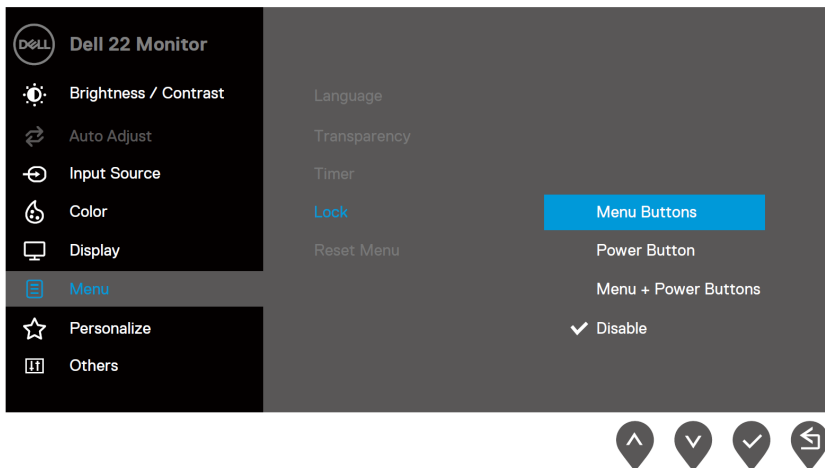 DELL Dell 22 Monitor
Brightness / Contrast
Auto Adjust
Input Source
Color
Display
Menu
Personalize
Others
Language
Transparency
Timer
Lock
Reset Menu
Menu Buttons
Power Button
Menu + Power Buttons
Disable